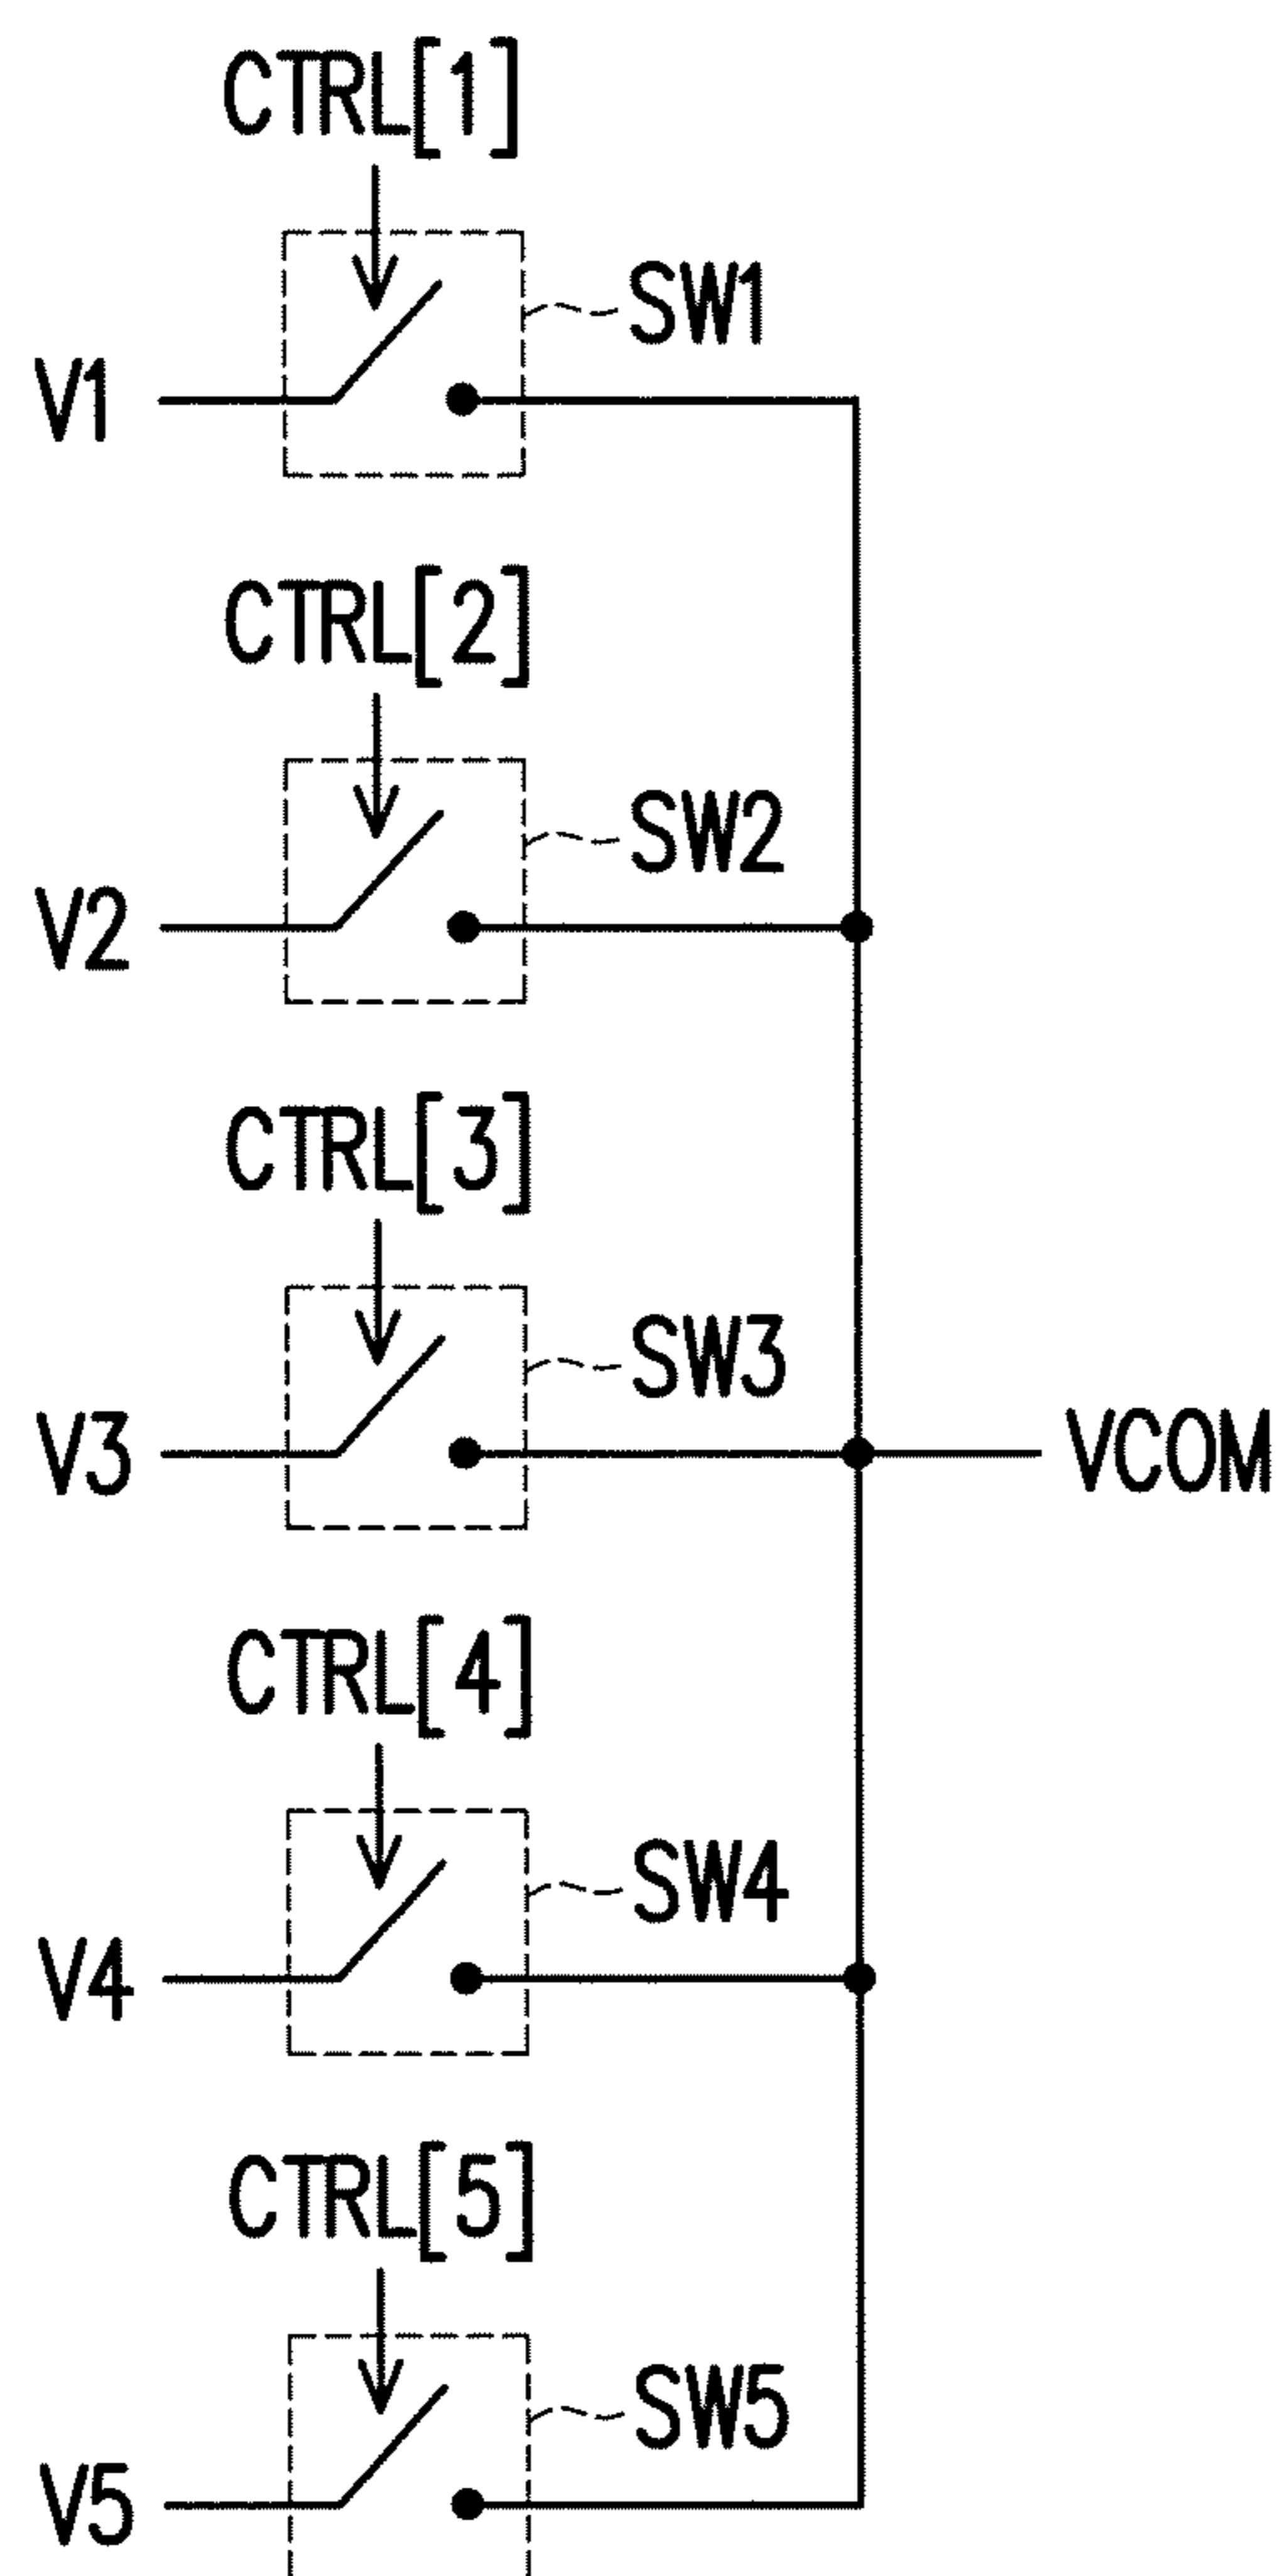 CTRL[1]
SW1
V1
CTRL[2]
SW2
V2
CTRL[3]
SW3
V3
VCOM
CTRL[4]
SW4
V4
CTRL[5]
SW5
V5